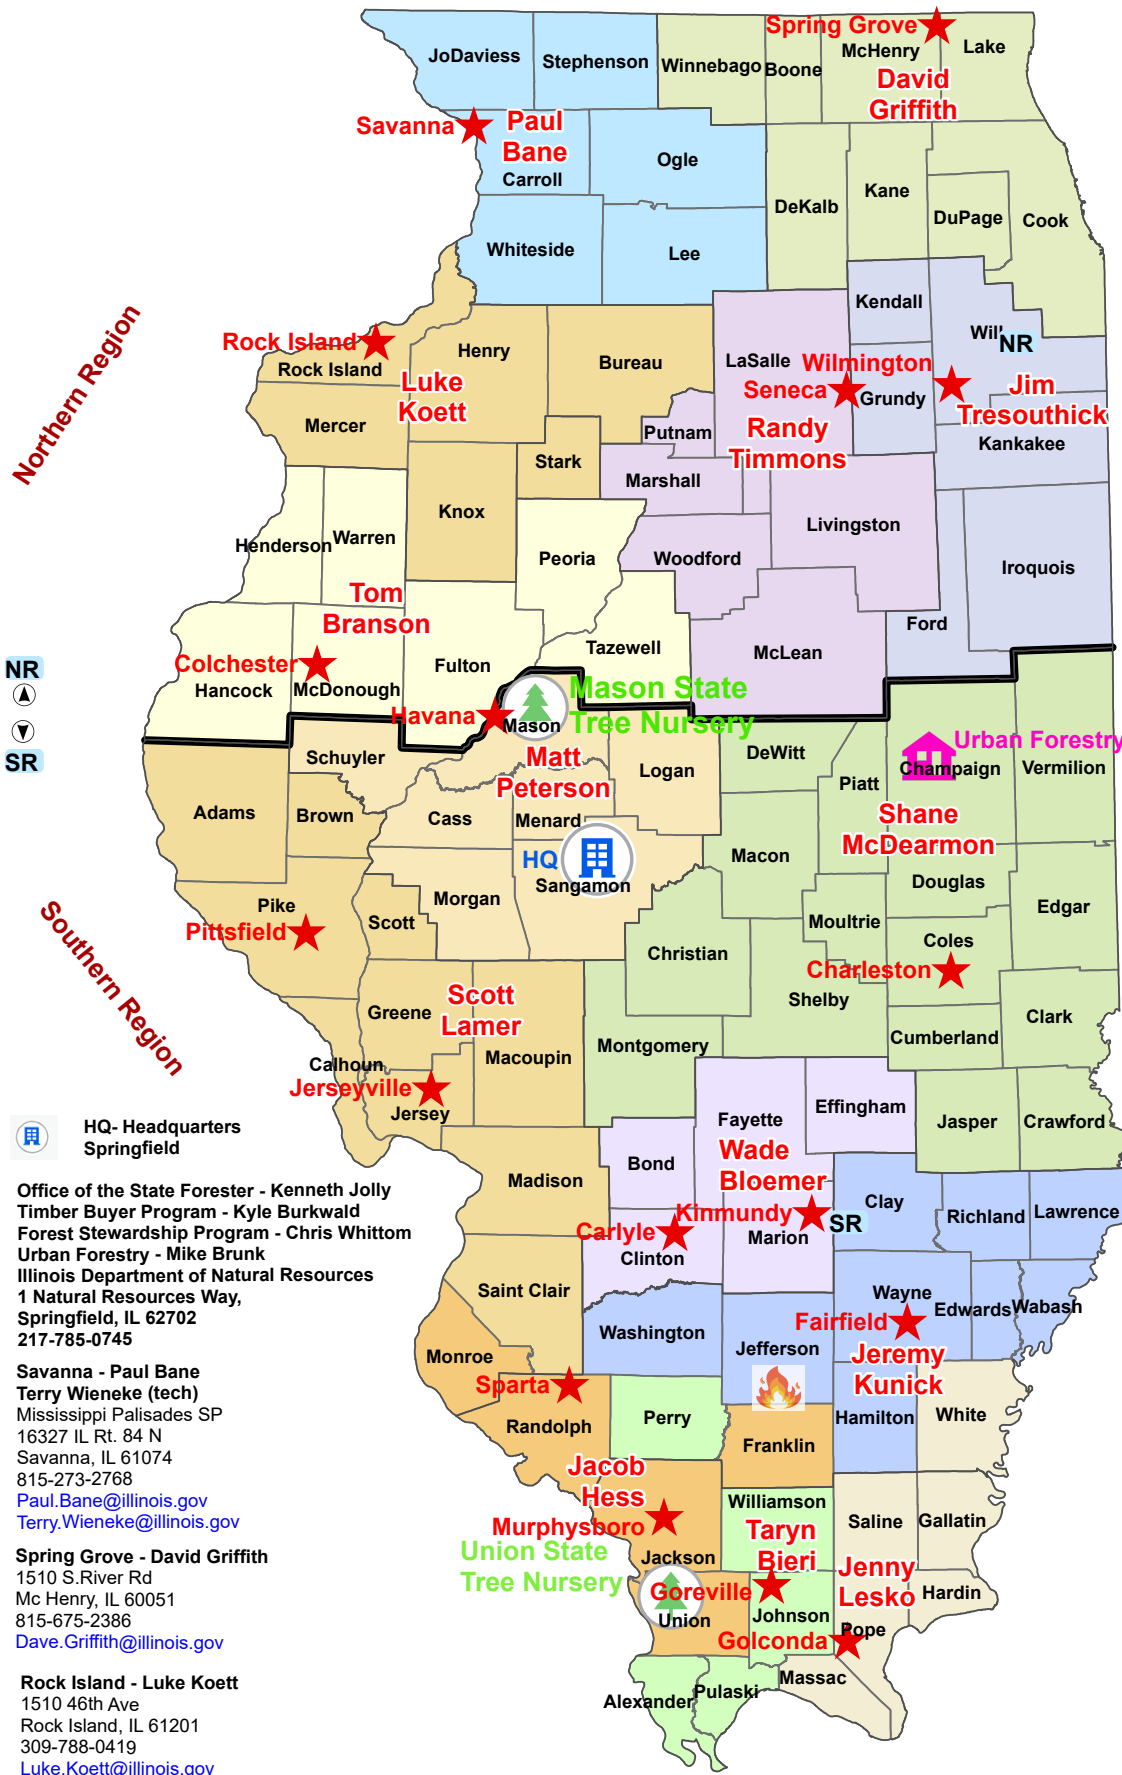 Spring Grove
JoDaviess
Stephenson
Winnebago
Boone
McHenry
Lake
David
Griffith
Savanna
Paul
Bane
Carroll
Ogle
DeKalb
Kane
DuPage
Cook
Whiteside
Lee
Kendall
Will
NR
Northern Region
Rock Island
Rock Island
Henry
Bureau
LaSalle
Wilmington
Seneca
Grundy
Jim
Tresouthick
Luke
Koett
Mercer
Putnam
Randy
Timmons
Kankakee
Stark
Marshall
Knox
Livingston
Henderson
Warren
Peoria
Woodford
Iroquois
Tom
Branson
Ford
Colchester
Hancock
McDonough
Fulton
Tazewell
McLean
NR
SR
Havana
Mason
Mason State
Tree Nursery
Schuyler
Matt
Peterson
Logan
DeWitt
Piatt
Urban Forestry
Champaign
Vermilion
Adams
Brown
Cass
Menard
Shane
McDearmon
HQ
Sangamon
Macon
Douglas
Southern Region
Pike
Pittsfield
Scott
Morgan
Christian
Moultrie
Coles
Edgar
Charleston
Shelby
Greene
Scott
Lamer
Macoupin
Montgomery
Cumberland
Clark
Calhoun
Jerseyville
Jersey
Fayette
Effingham
Jasper
Crawford
HQ- Headquarters
Springfield
Madison
Bond
Wade
Bloemer
Kinmundy
SR
Marion
Clay
Richland
Lawrence
Carlyle
Clinton
Saint Clair
Wayne
Edwards
Wabash
Washington
Jefferson
Fairfield
Jeremy
Kunick
Monroe
Sparta
Randolph
Perry
Hamilton
White
Franklin
Jacob
Hess
Murphysboro
Jackson
Williamson
Taryn
Bieri
Saline
Gallatin
Union State
Tree Nursery
Jenny
Lesko
Hardin
Goreville
Union
Johnson
Golconda
Pope
Massac
Alexander
Pulaski
Office of the State Forester - Kenneth Jolly
Timber Buyer Program - Kyle Burkwald
Forest Stewardship Program - Chris Whittom
Urban Forestry - Mike Brunk
Illinois Department of Natural Resources
1 Natural Resources Way,
Springfield, IL 62702
217-785-0745
Savanna - Paul Bane
Terry Wieneke (tech)
Mississippi Palisades SP
16327 IL Rt. 84 N
Savanna, IL 61074
815-273-2768
Paul.Bane@illinois.gov
Terry.Wieneke@illinois.gov
Spring Grove - David Griffith
1510 S.River Rd
Mc Henry, IL 60051
815-675-2386
Dave.Griffith@illinois.gov
Rock Island - Luke Koett
1510 46th Ave
Rock Island, IL 61201
309-788-0419
Luke.Koett@illinois.gov